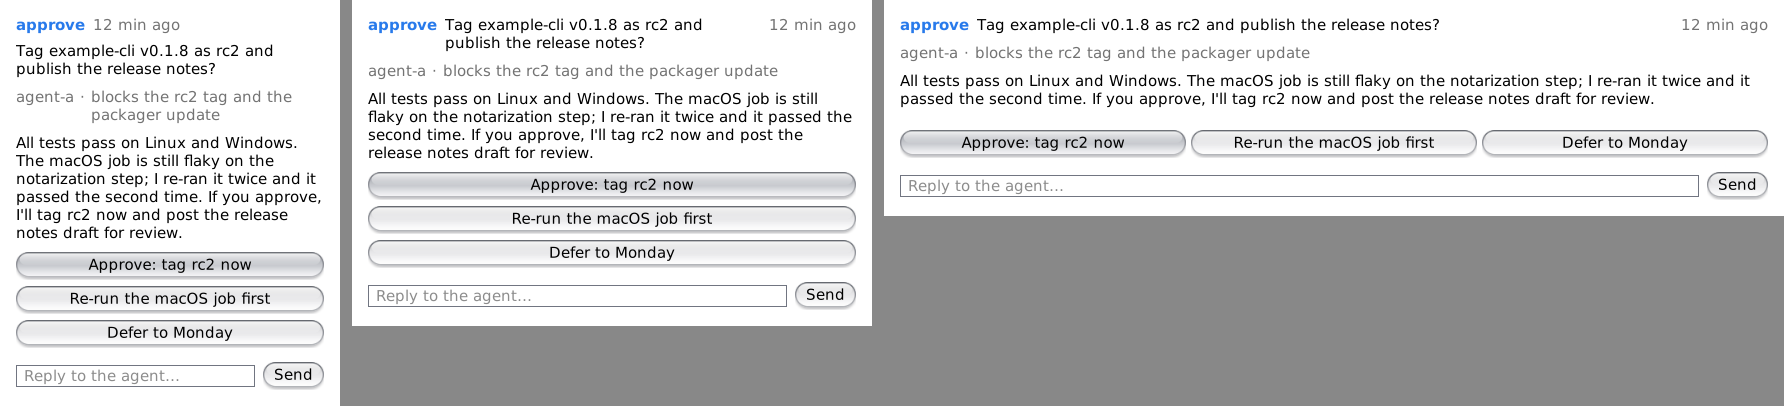 approve 12 min ago
Tag example-cli v0.1.8 as rc2 and
publish the release notes?
agent-a · blocks the rc2 tag and the
packager update
All tests pass on Linux and Windows.
The macOS job is still flaky on the
notarization step; I re-ran it twice and it
passed the second time. If you approve,
I'll tag rc2 now and post the release
notes draft for review.
Approve: tag rc2 now
Re-run the macOS job first
Defer to Monday
Reply to the agent... Send
approve Tag example-cli v0.1.8 as rc2 and 12 min ago
publish the release notes?
agent-a · blocks the rc2 tag and the packager update
All tests pass on Linux and Windows. The macOS job is still
flaky on the notarization step; I re-ran it twice and it passed the
second time. If you approve, I'll tag rc2 now and post the
release notes draft for review.
Approve: tag rc2 now
Re-run the macOS job first
Defer to Monday
Reply to the agent... Send
approve Tag example-cli v0.1.8 as rc2 and publish the release notes? 12 min ago
agent-a · blocks the rc2 tag and the packager update
All tests pass on Linux and Windows. The macOS job is still flaky on the notarization step; I re-ran it twice and it
passed the second time. If you approve, I'll tag rc2 now and post the release notes draft for review.
Approve: tag rc2 now Re-run the macOS job first Defer to Monday
Reply to the agent... Send